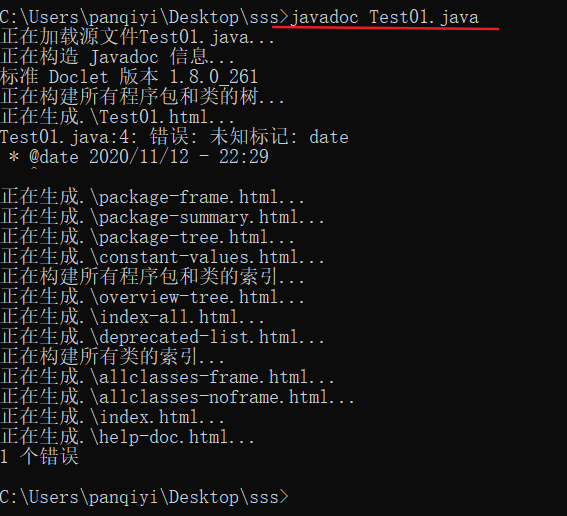 C:\Users\panqiyi\Desktop\sss>javadoc Test01.java
正在加载源文件Test01.java...
正在构造 Javadoc 信息...
标准 Doclet 版本 1.8.0_261
正在构建所有程序包和类的树...
正在生成.\Test01.html...
Test01.java:4: 错误: 未知标记: date
 * @date 2020/11/12 - 22:29
   ^
正在生成.\package-frame.html...
正在生成.\package-summary.html...
正在生成.\package-tree.html...
正在生成.\constant-values.html...
正在构建所有程序包和类的索引...
正在生成.\overview-tree.html...
正在生成.\index-all.html...
正在生成.\deprecated-list.html...
正在构建所有类的索引...
正在生成.\allclasses-frame.html...
正在生成.\allclasses-noframe.html...
正在生成.\index.html...
正在生成.\help-doc.html...
1 个错误
C:\Users\panqiyi\Desktop\sss>